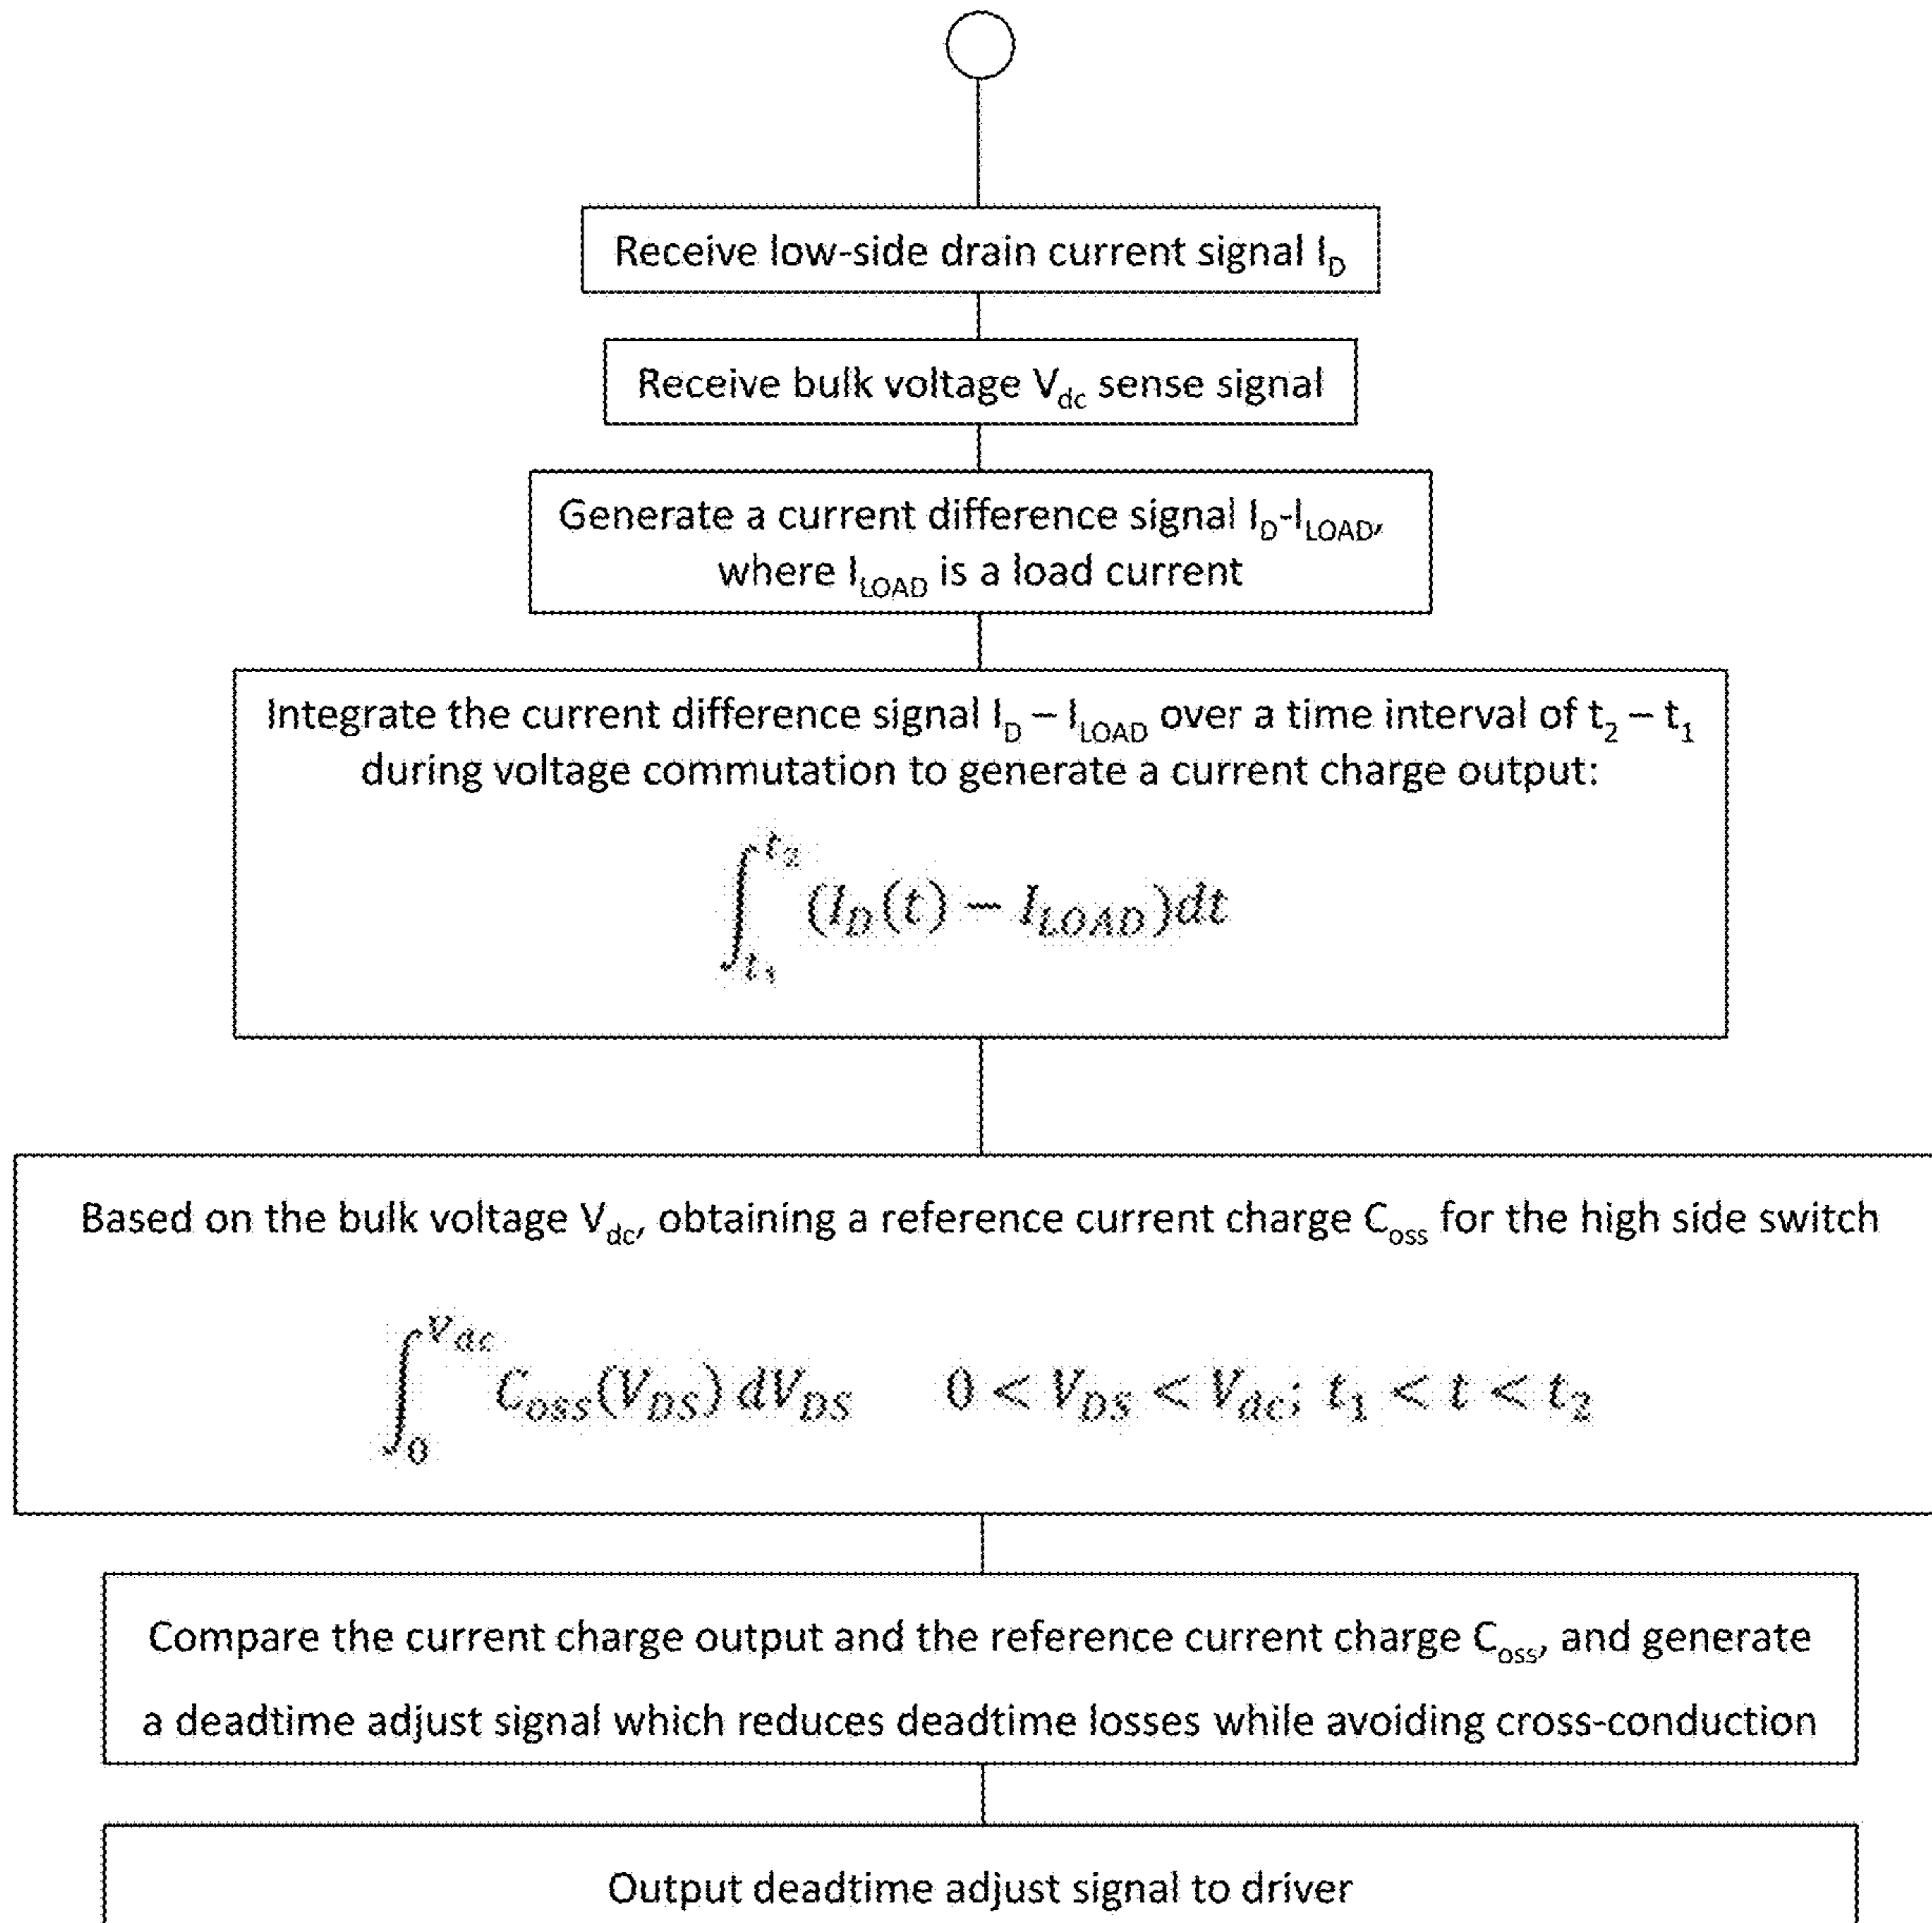 Receive low-side drain current signal I_D
Receive bulk voltage V_dc sense signal
Generate a current difference signal I_D-I_LOAD,
where I_LOAD is a load current
Integrate the current difference signal I_D – I_LOAD over a time interval of t_2 – t_1
during voltage commutation to generate a current charge output:
∫_{t_1}^{t_2} (I_D(t) − I_LOAD)dt
Based on the bulk voltage V_dc, obtaining a reference current charge C_oss for the high side switch
∫_0^{V_dc} C_oss(V_DS) dV_DS 0 < V_DS < V_dc; t_1 < t < t_2
Compare the current charge output and the reference current charge C_oss, and generate
a deadtime adjust signal which reduces deadtime losses while avoiding cross-conduction
Output deadtime adjust signal to driver